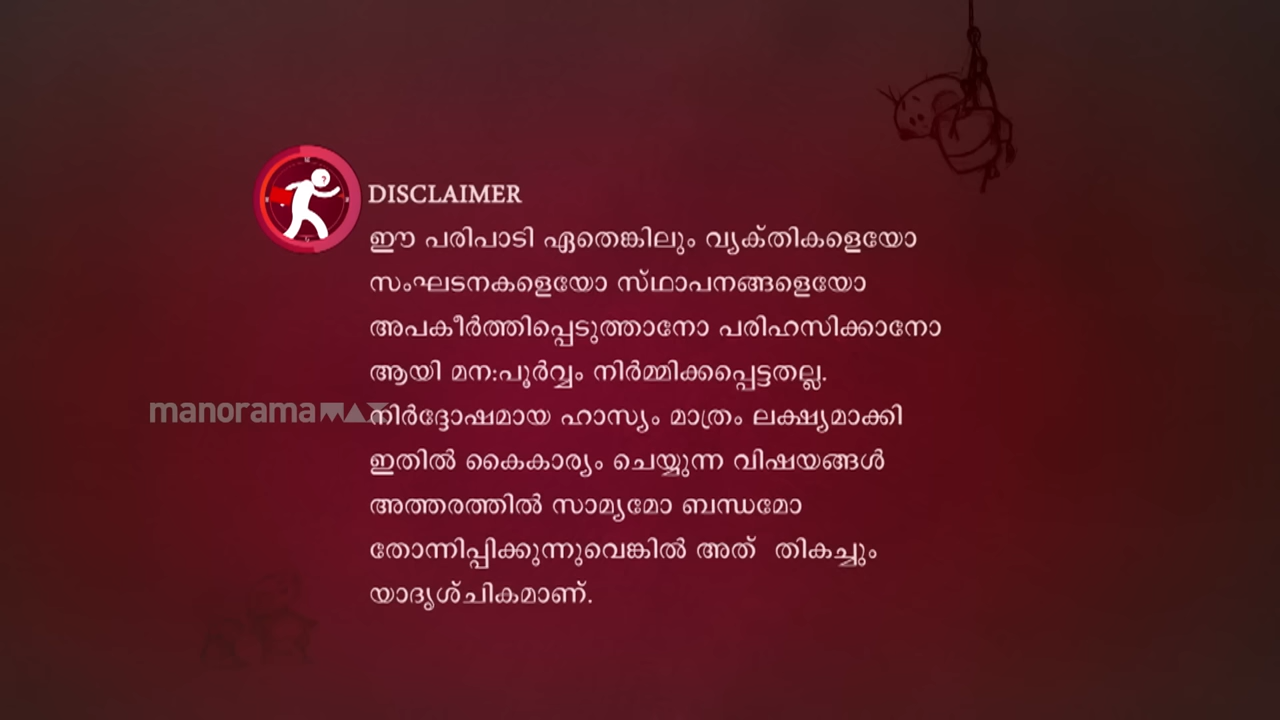 DISCLAIMER
ഈ പരിപാടി ഏതെങ്കിലും വ്യക്‌തികളെയോ
സംഘടനകളെയോ സ്‌ഥാപനങ്ങളെയോ
അപകീർത്തിപ്പെടുത്താനോ പരിഹസിക്കാനോ
ആയി മന:പൂർവ്വം നിർമ്മിക്കപ്പെട്ടതല്ല.
manoramaMAX
നിർദ്ദോഷമായ ഹാസ്യം മാത്രം ലക്ഷ്യമാക്കി
ഇതിൽ കൈകാര്യം ചെയ്യുന്ന വിഷയങ്ങൾ
അത്തരത്തിൽ സാമ്യമോ ബന്ധമോ
തോന്നിപ്പിക്കുന്നുവെങ്കിൽ അത് തികച്ചും
യാദൃശ്ചികമാണ്.